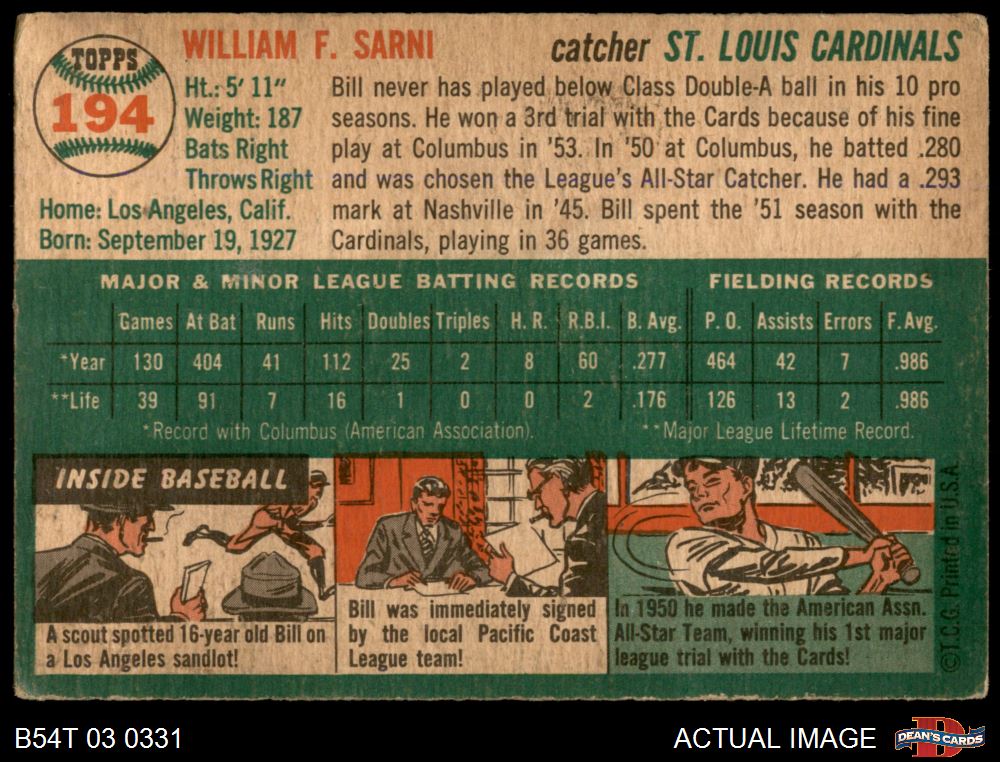 TOPPS
194
WILLIAM F. SARNI
catcher ST. LOUIS CARDINALS
Ht.: 5' 11"
Weight: 187
Bats Right
Throws Right
Home: Los Angeles, Calif.
Born: September 19, 1927
Bill never has played below Class Double-A ball in his 10 pro
seasons. He won a 3rd trial with the Cards because of his fine
play at Columbus in '53. In '50 at Columbus, he batted .280
and was chosen the League's All-Star Catcher. He had a .293
mark at Nashville in '45. Bill spent the '51 season with the
Cardinals, playing in 36 games.
MAJOR & MINOR LEAGUE BATTING RECORDS FIELDING RECORDS
Games At Bat Runs Hits Doubles Triples H. R. R.B.I. B. Avg. P. O. Assists Errors F. Avg.
*Year 130 404 41 112 25 2 8 60 .277 464 42 7 .986
**Life 39 91 7 16 1 0 0 2 .176 126 13 2 .986
*Record with Columbus (American Association). **Major League Lifetime Record.
INSIDE BASEBALL
A scout spotted 16-year old Bill on
a Los Angeles sandlot!
Bill was immediately signed
by the local Pacific Coast
League team!
In 1950 he made the American Assn.
All-Star Team, winning his 1st major
league trial with the Cards!
©T.C.G. Printed in U.S.A.
B54T 03 0331
ACTUAL IMAGE
D
DEAN'S CARDS